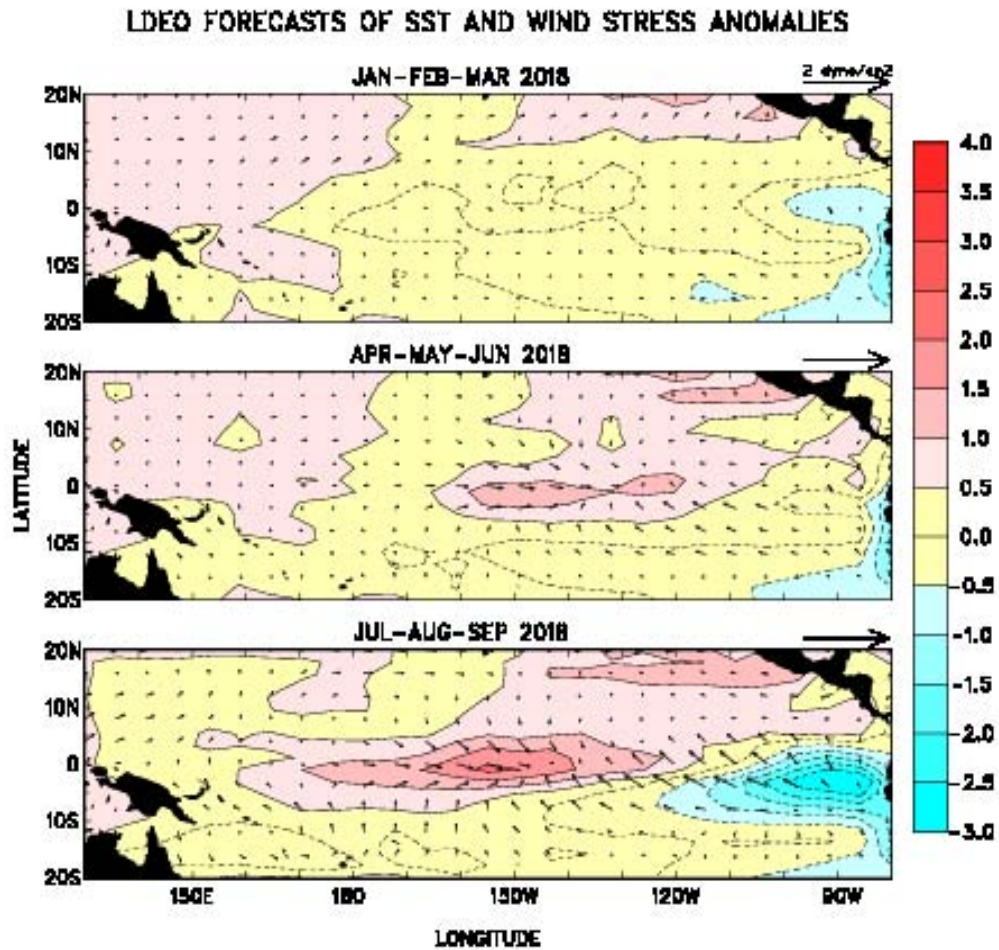 LDEO FORECASTS OF SST AND WIND STRESS ANOMALIES
JAN-FEB-MAR 2018
2 dyne/cm2
20N
10N
0
10S
20S
APR-MAY-JUN 2018
20N
10N
0
10S
20S
JUL-AUG-SEP 2018
20N
10N
0
10S
20S
150E 180 150W 120W 90W
LATITUDE
LONGITUDE
4.0
3.5
3.0
2.5
2.0
1.5
1.0
0.5
0.0
-0.5
-1.0
-1.5
-2.0
-2.5
-3.0